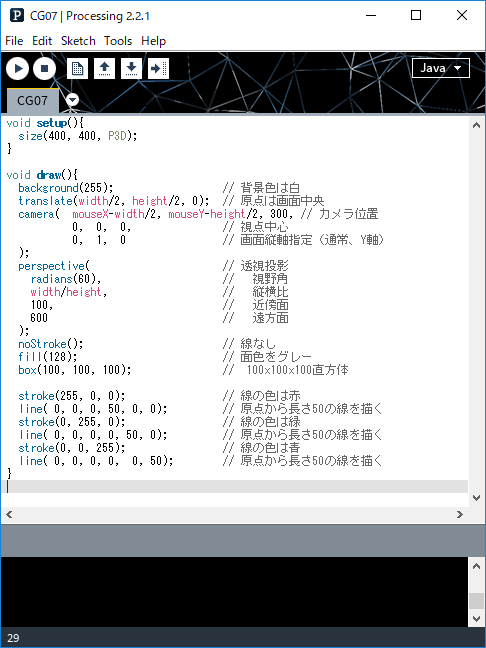 CG07 | Processing 2.2.1
File Edit Sketch Tools Help
Java
CG07
void setup(){
  size(400, 400, P3D);
}
void draw(){
  background(255); // 背景色は白
  translate(width/2, height/2, 0); // 原点は画面中央
  camera( mouseX-width/2, mouseY-height/2, 300, // カメラ位置
          0, 0, 0, // 視点中心
          0, 1, 0 // 画面縦軸指定（通常、Y軸）
  );
  perspective( // 透視投影
    radians(60), // 視野角
    width/height, // 縦横比
    100, // 近傍面
    600 // 遠方面
  );
  noStroke(); // 線なし
  fill(128); // 面色をグレー
  box(100, 100, 100); // 100x100x100直方体
  stroke(255, 0, 0); // 線の色は赤
  line( 0, 0, 0, 50, 0, 0); // 原点から長さ50の線を描く
  stroke(0, 255, 0); // 線の色は緑
  line( 0, 0, 0, 0, 50, 0); // 原点から長さ50の線を描く
  stroke(0, 0, 255); // 線の色は青
  line( 0, 0, 0, 0, 0, 50); // 原点から長さ50の線を描く
}
29